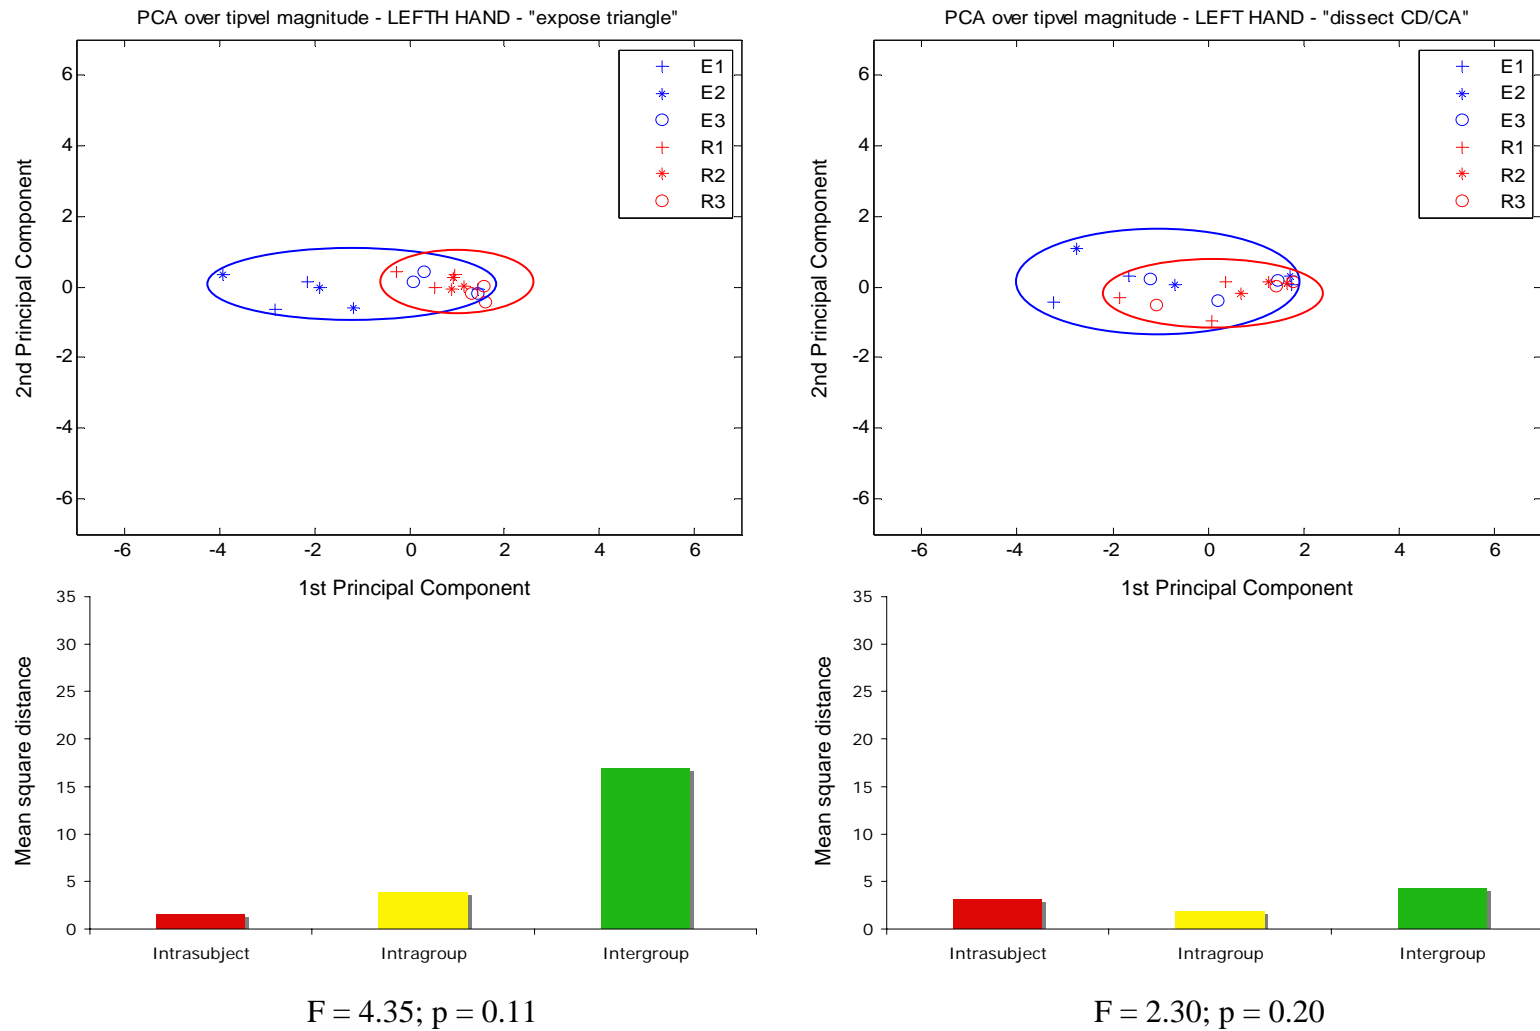 PCA over tipvel magnitude - LEFTH HAND - "expose triangle"
6
4
2
0
-2
-4
-6
2nd Principal Component
E1
E2
E3
R1
R2
R3
-6 -4 -2 0 2 4 6
1st Principal Component
PCA over tipvel magnitude - LEFT HAND - "dissect CD/CA"
6
4
2
0
-2
-4
-6
2nd Principal Component
E1
E2
E3
R1
R2
R3
-6 -4 -2 0 2 4 6
1st Principal Component
35
30
25
20
15
10
5
0
Mean square distance
Intrasubject Intragroup Intergroup
F = 4.35; p = 0.11
35
30
25
20
15
10
5
0
Mean square distance
Intrasubject Intragroup Intergroup
F = 2.30; p = 0.20